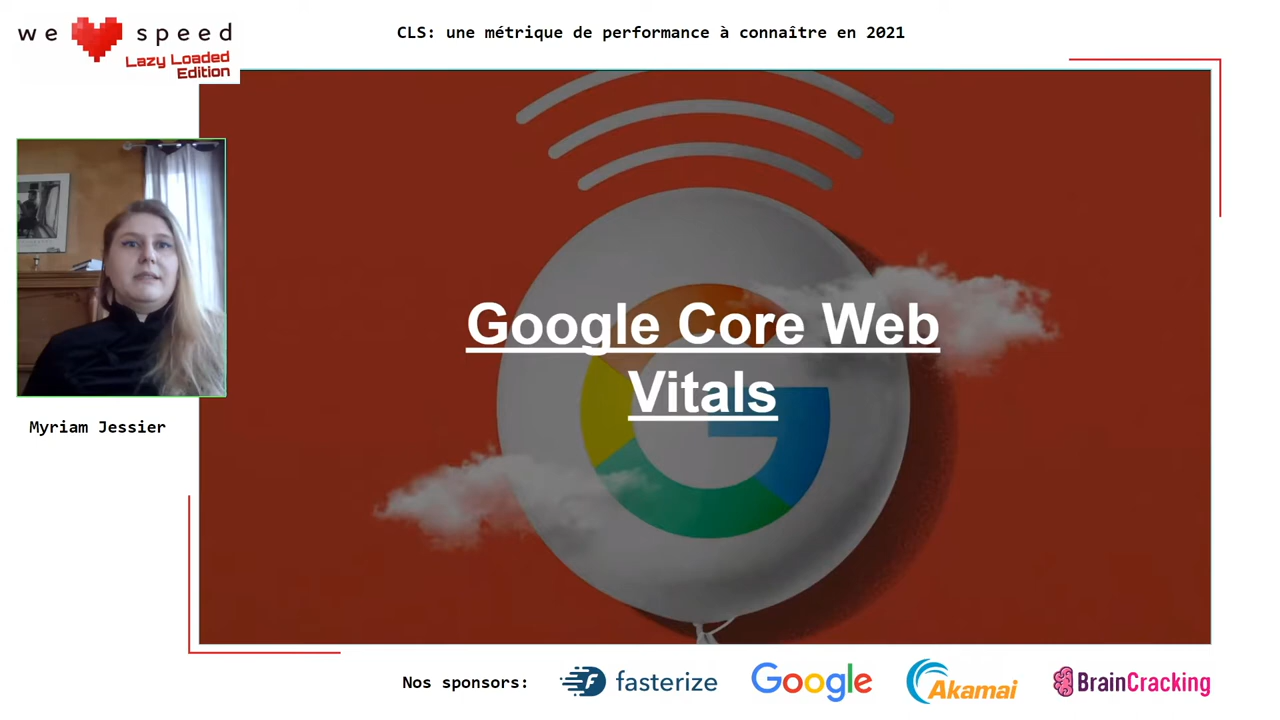 we speed
Lazy Loaded
Edition
CLS: une métrique de performance à connaître en 2021
Google Core Web
Vitals
Myriam Jessier
Nos sponsors: fasterize Google Akamai BrainCracking